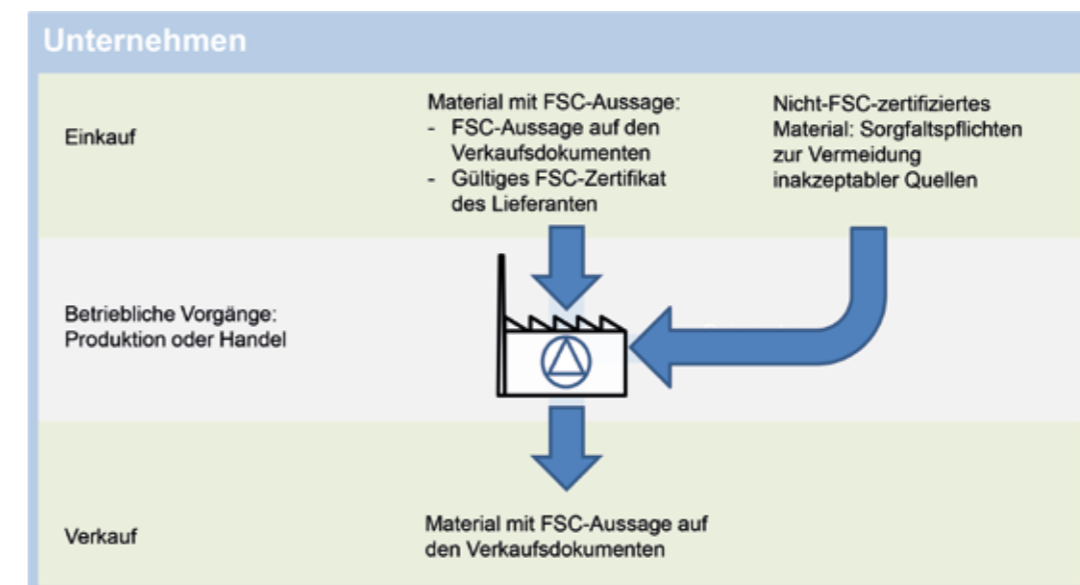 Unternehmen
Einkauf
Material mit FSC-Aussage:
- FSC-Aussage auf den
Verkaufsdokumenten
- Gültiges FSC-Zertifikat
des Lieferanten
Nicht-FSC-zertifiziertes
Material: Sorgfaltspflichten
zur Vermeidung
inakzeptabler Quellen
Betriebliche Vorgänge:
Produktion oder Handel
Verkauf
Material mit FSC-Aussage auf
den Verkaufsdokumenten